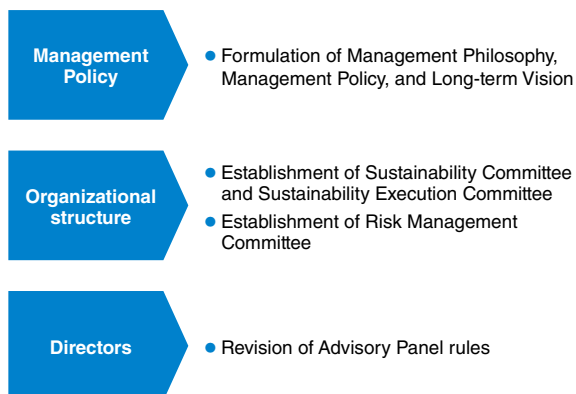 Management
Policy
● Formulation of Management Philosophy,
Management Policy, and Long-term Vision
Organizational
structure
● Establishment of Sustainability Committee
and Sustainability Execution Committee
● Establishment of Risk Management
Committee
Directors
● Revision of Advisory Panel rules